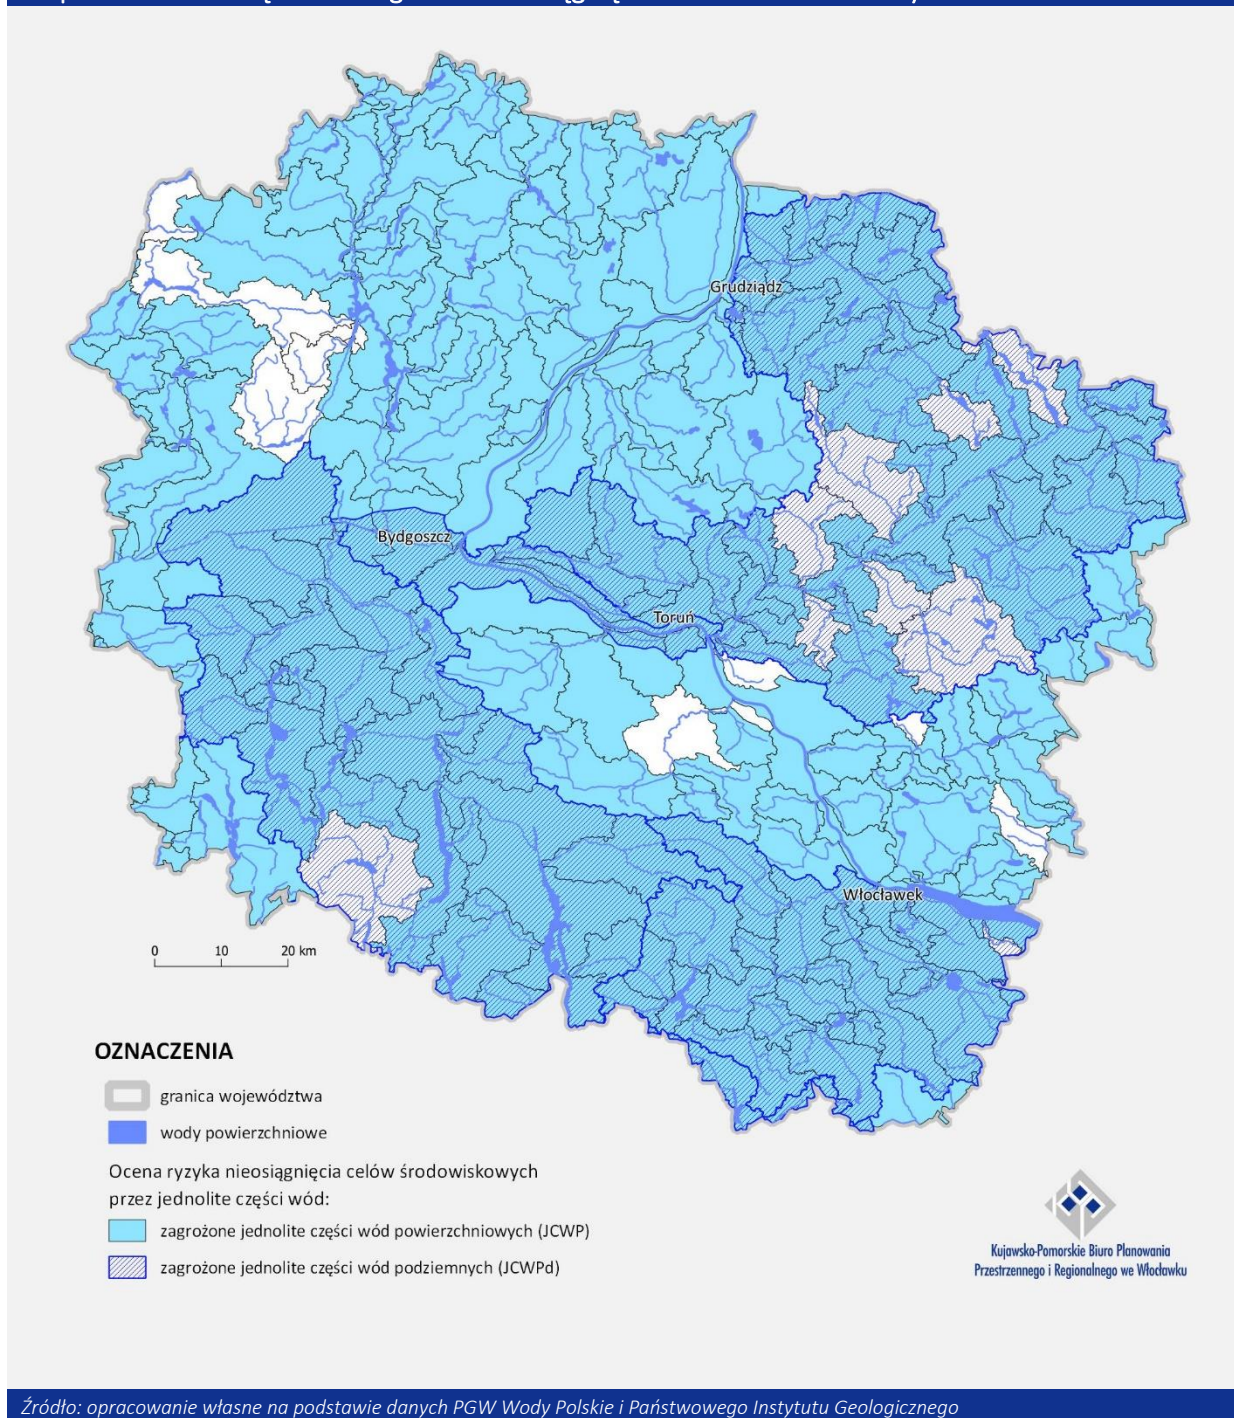 Grudziądz
Bydgoszcz
Toruń
Włocławek
0 10 20 km
OZNACZENIA
granica województwa
wody powierzchniowe
Ocena ryzyka nieosiągnięcia celów środowiskowych
przez jednolite części wód:
zagrożone jednolite części wód powierzchniowych (JCWP)
zagrożone jednolite części wód podziemnych (JCWPd)
Kujawsko-Pomorskie Biuro Planowania
Przestrzennego i Regionalnego we Włocławku
Źródło: opracowanie własne na podstawie danych PGW Wody Polskie i Państwowego Instytutu Geologicznego